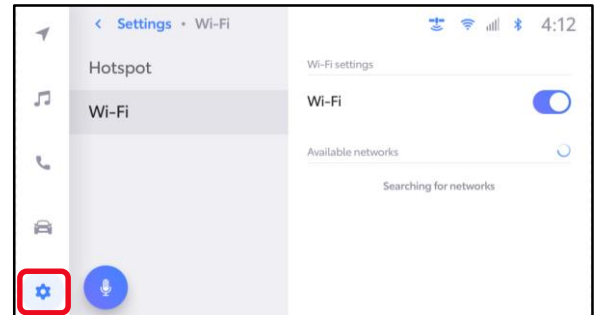 < Settings • Wi-Fi
4:12
Hotspot
Wi-Fi
Wi-Fi settings
Wi-Fi
Available networks
Searching for networks